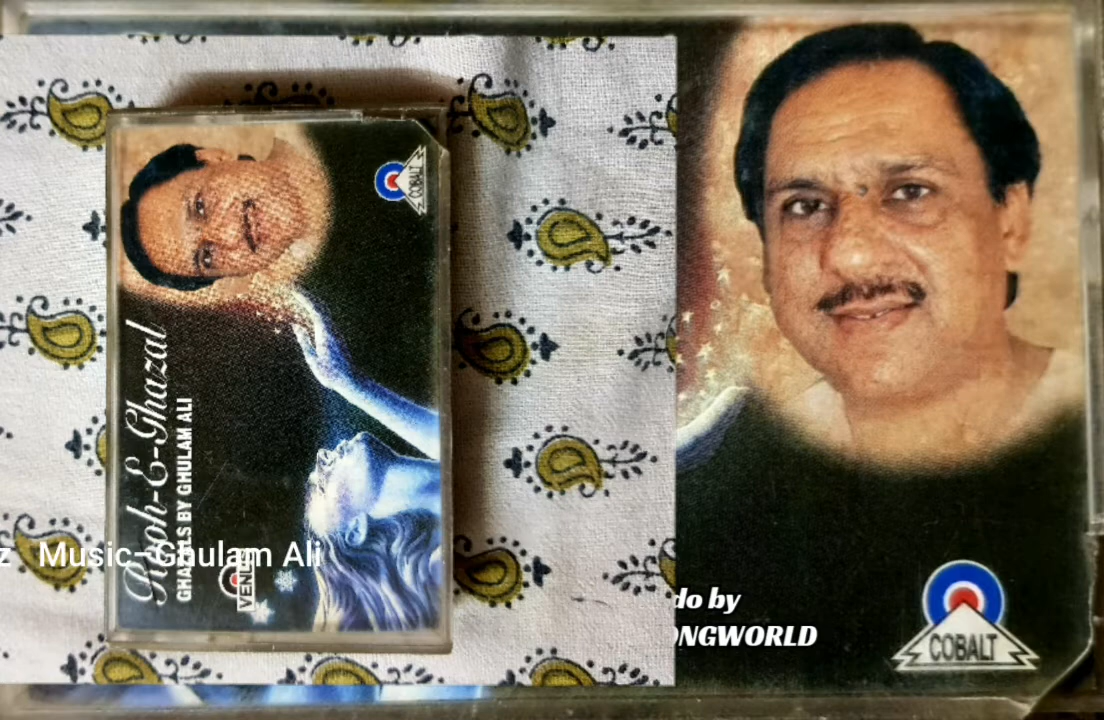 Rooh-E-Ghazal
GHAZALS BY GHULAM ALI
VENUS
COBALT
z Music- Ghulam Ali
do by
ONGWORLD
COBALT